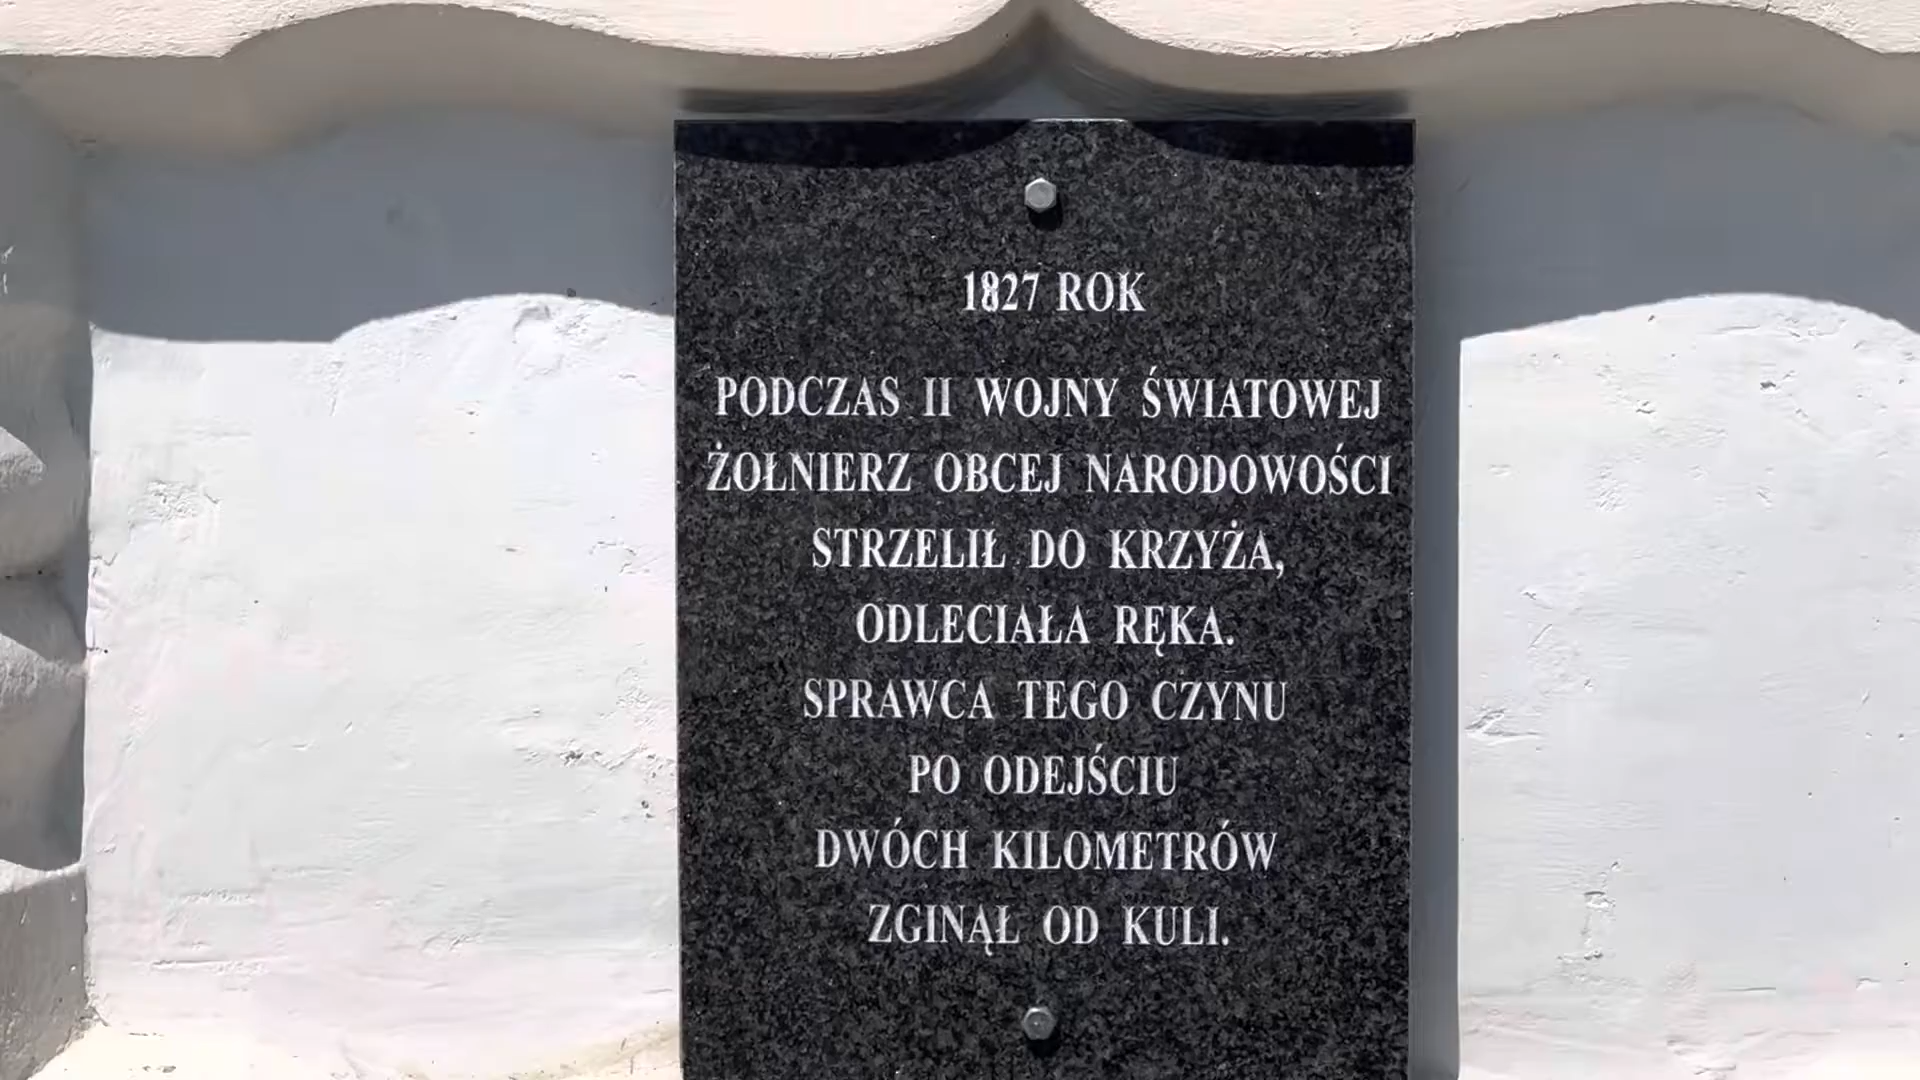 1827 ROK
PODCZAS II WOJNY ŚWIATOWEJ
ŻOŁNIERZ OBCEJ NARODOWOŚCI
STRZELIŁ DO KRZYŻA,
ODLECIAŁA RĘKA.
SPRAWCA TEGO CZYNU
PO ODEJŚCIU
DWÓCH KILOMETRÓW
ZGINĄŁ OD KULI.